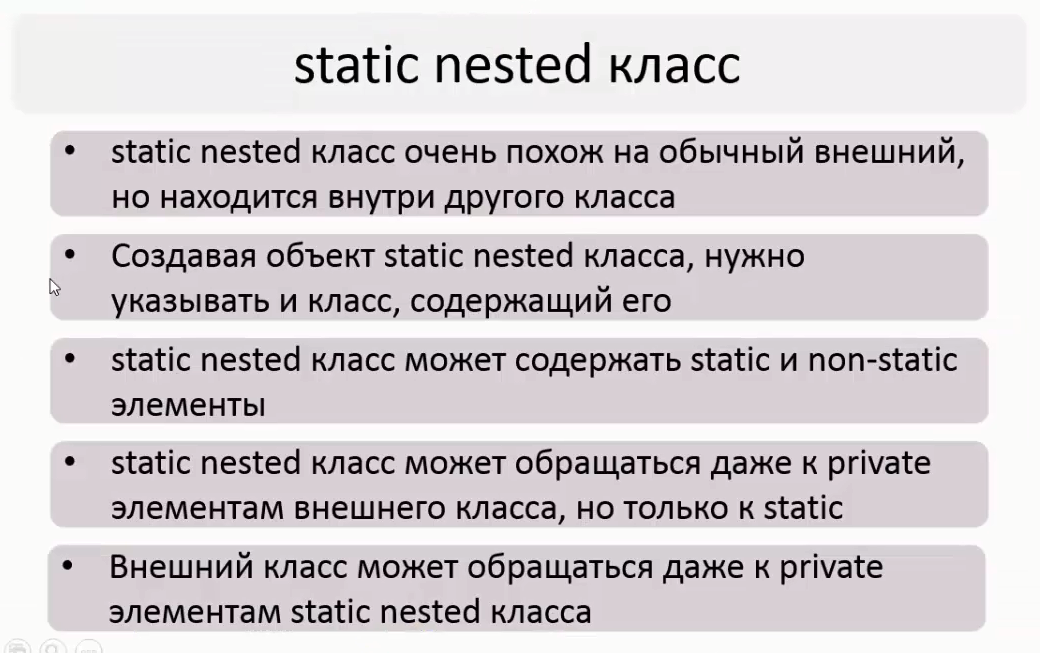 static nested класс
• static nested класс очень похож на обычный внешний,
но находится внутри другого класса
• Создавая объект static nested класса, нужно
указывать и класс, содержащий его
• static nested класс может содержать static и non-static
элементы
• static nested класс может обращаться даже к private
элементам внешнего класса, но только к static
• Внешний класс может обращаться даже к private
элементам static nested класса